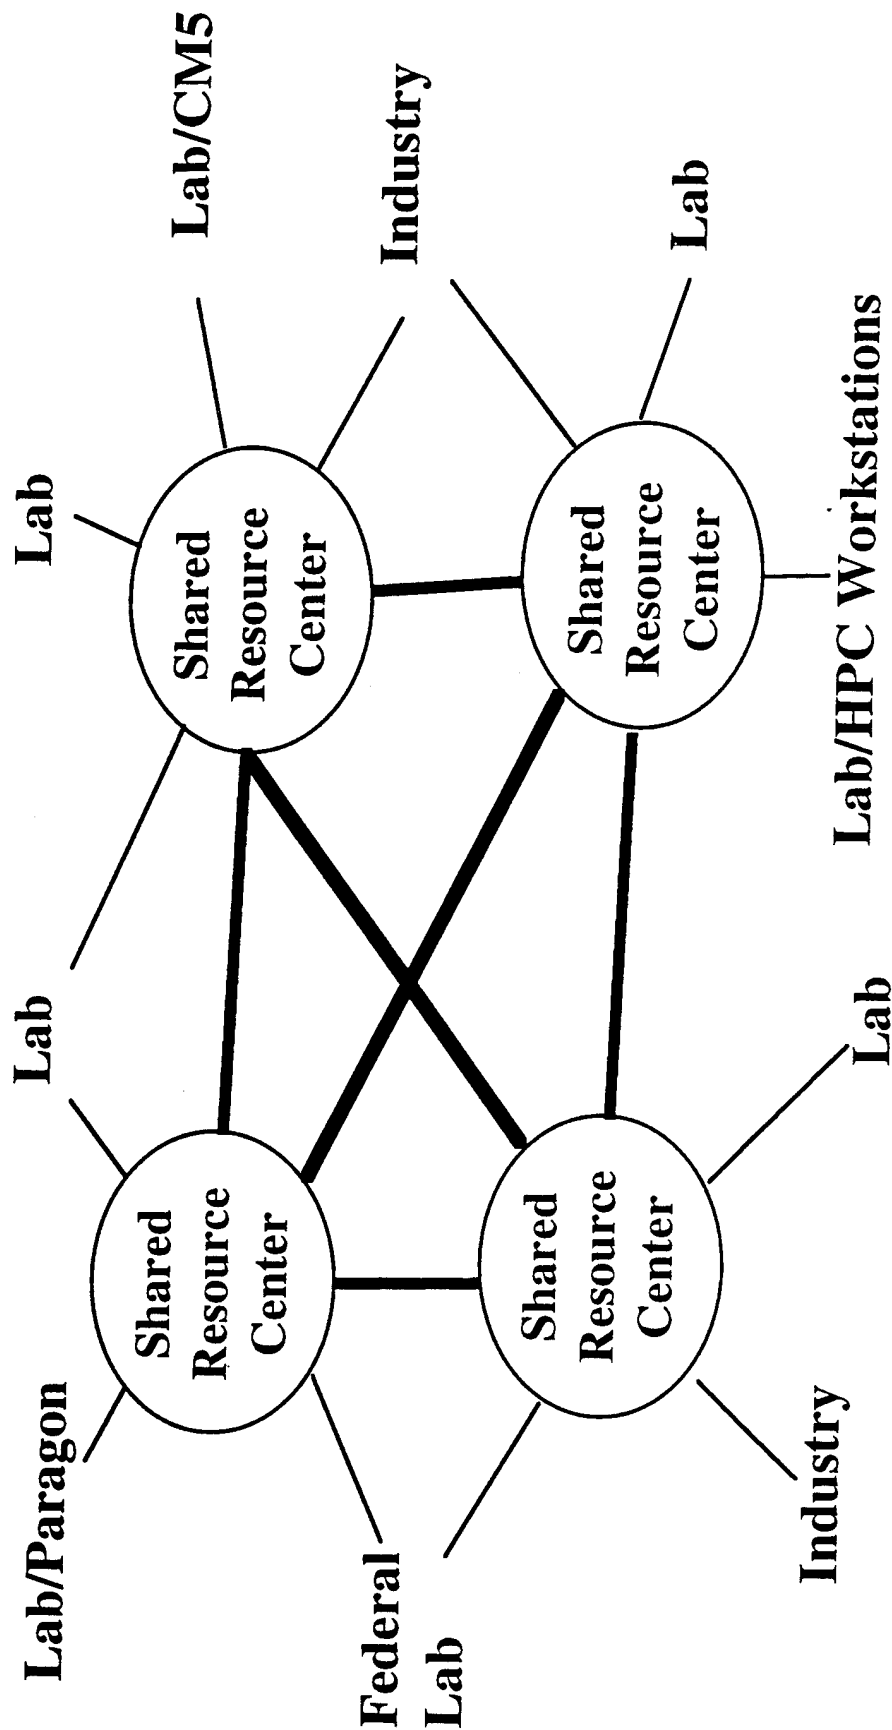 Lab/Paragon
Lab
Lab
Lab/CM5
Shared
Resource
Center
Shared
Resource
Center
Federal
Lab
Industry
Shared
Resource
Center
Shared
Resource
Center
Lab
Industry
Lab
Lab/HPC Workstations